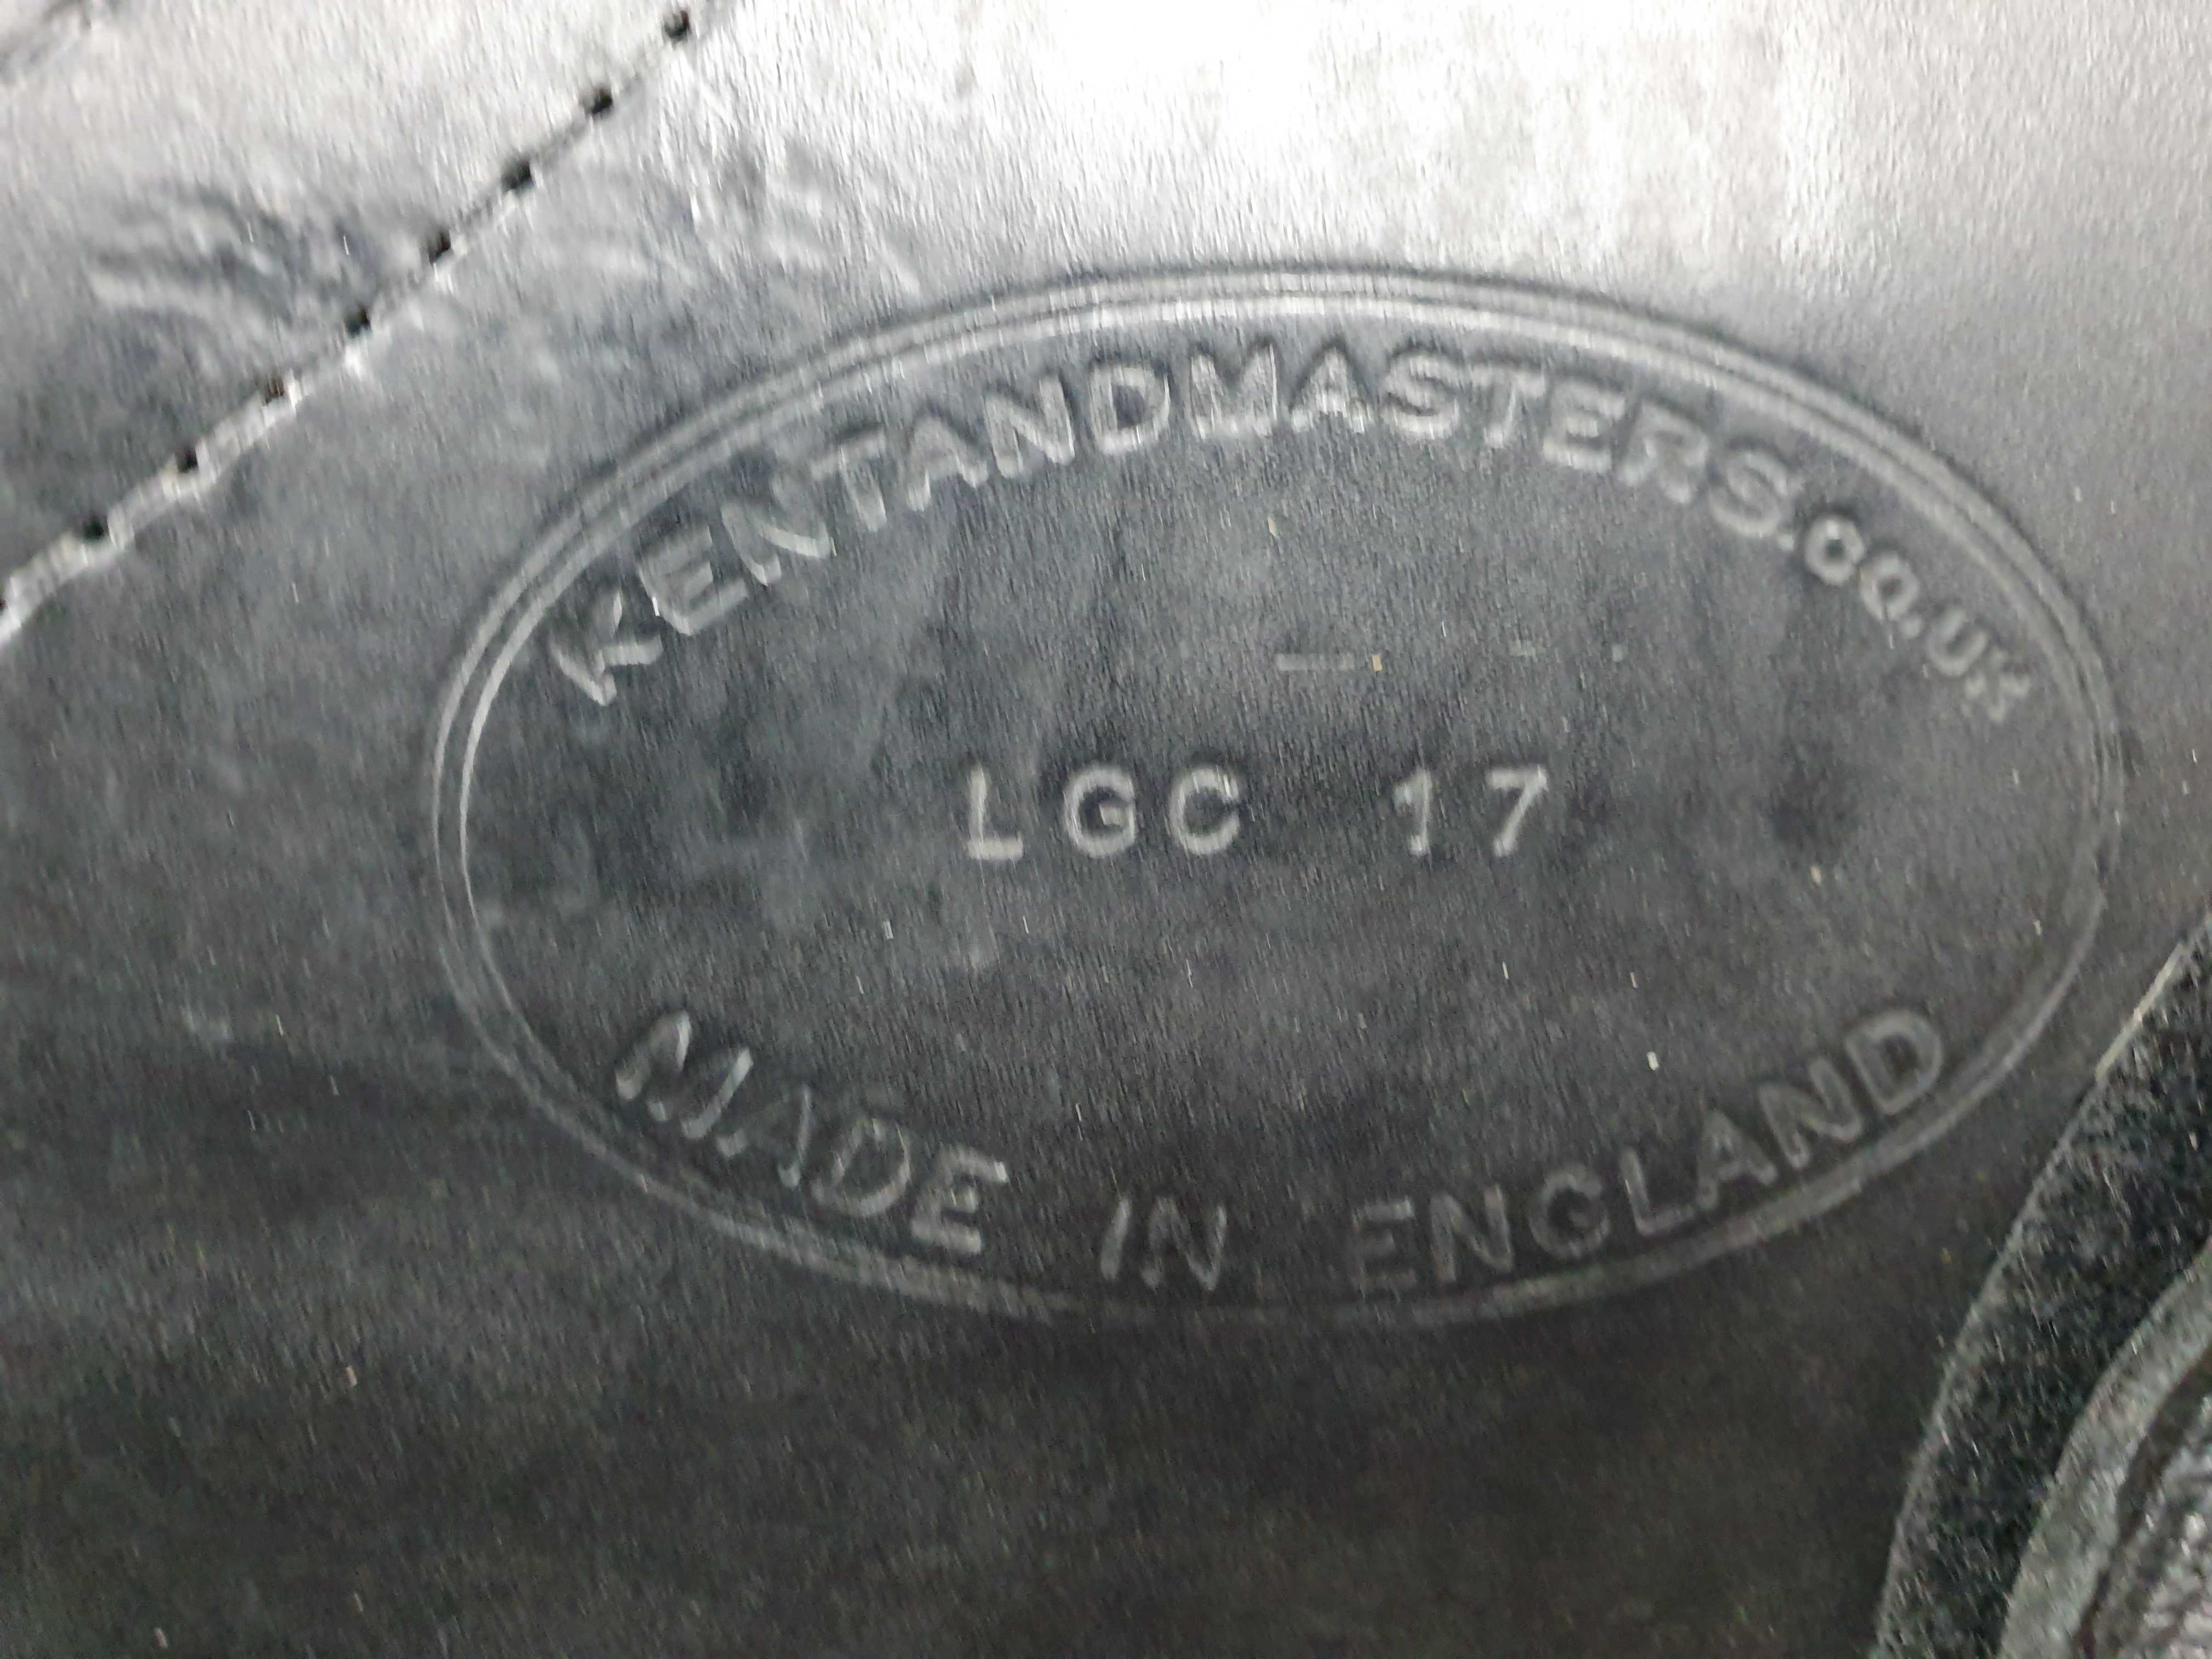 KENTANDMASTERS.CO.UK
LGC 17
MADE IN ENGLAND